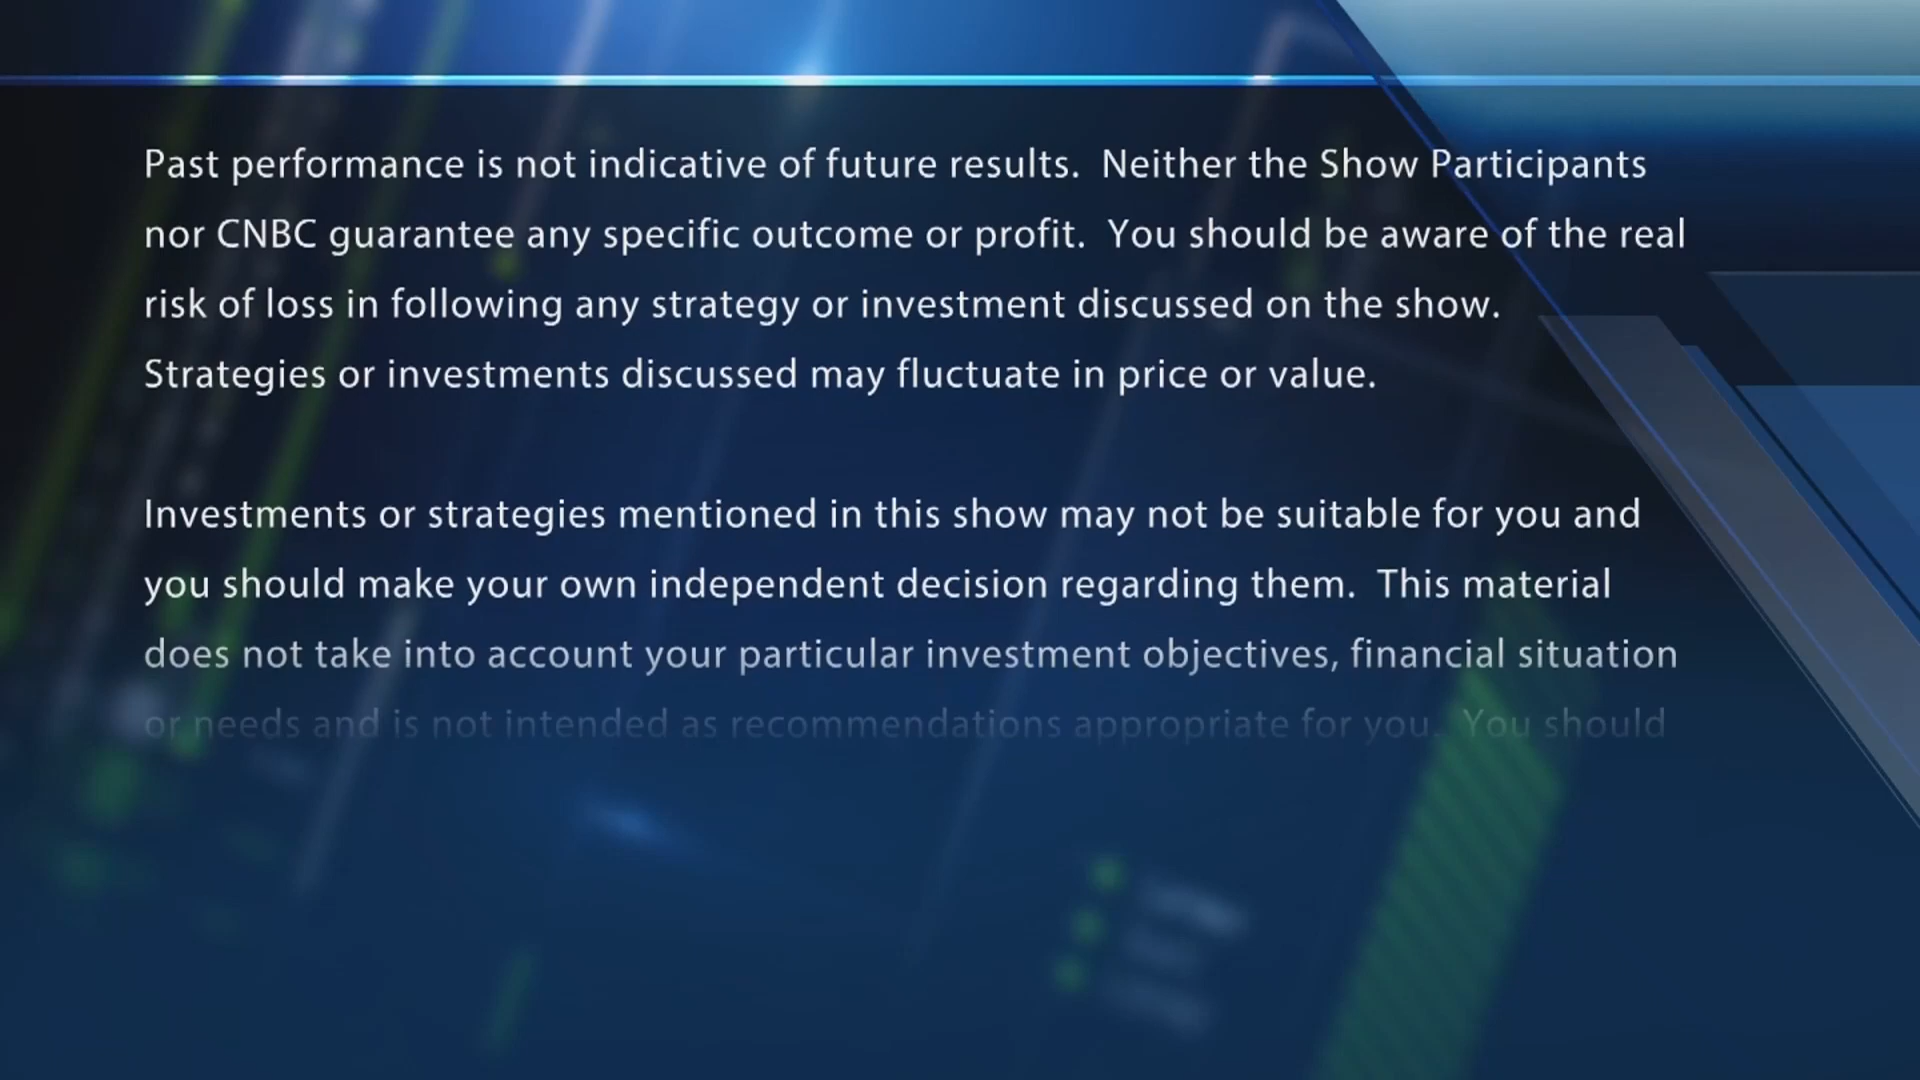 Past performance is not indicative of future results.  Neither the Show Participants
nor CNBC guarantee any specific outcome or profit.  You should be aware of the real
risk of loss in following any strategy or investment discussed on the show.
Strategies or investments discussed may fluctuate in price or value.
Investments or strategies mentioned in this show may not be suitable for you and
you should make your own independent decision regarding them.  This material
does not take into account your particular investment objectives, financial situation
or needs and is not intended as recommendations appropriate for you.  You should